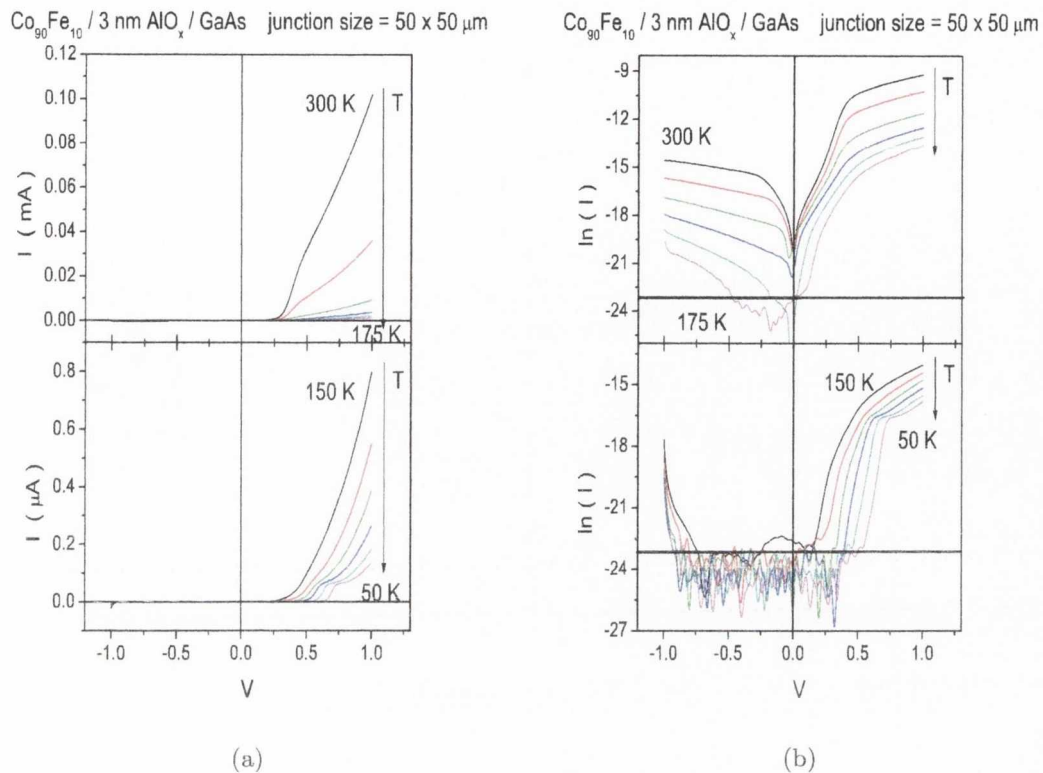 Co90Fe10 / 3 nm AlOx / GaAs junction size = 50 x 50 μm
0.12
0.10
0.08
0.06
0.04
0.02
0.00
I ( mA )
300 K
T
175 K
0.8
0.6
0.4
0.2
0.0
I ( μA )
150 K
T
50 K
-1.0 -0.5 0.0 0.5 1.0
V
(a)
Co90Fe10 / 3 nm AlOx / GaAs junction size = 50 x 50 μm
-9
-12
-15
-18
-21
-24
ln ( I )
300 K
T
175 K
-15
-18
-21
-24
-27
ln ( I )
150 K
T
50 K
-1.0 -0.5 0.0 0.5 1.0
V
(b)